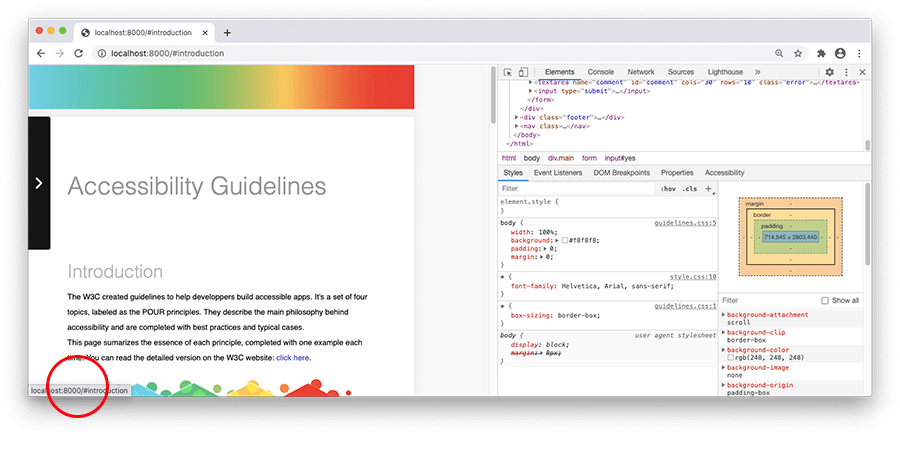 localhost:8000/#introduction
localhost:8000/#introduction
Elements Console Network Sources Lighthouse »
<textarea name="comment" id="comment" cols="30" rows="10" class="error">…</textarea>
<input type="submit">…</input>
</form>
</div>
<div class="footer">…</div>
<nav class>…</nav>
</body>
</html>
html body div.main form input#yes
Styles Event Listeners DOM Breakpoints Properties Accessibility
Filter :hov .cls +
element.style {
}
body { guidelines.css:5
width: 100%;
background: #f8f8f8;
padding: 0;
margin: 0;
}
* { style.css:10
font-family: Helvetica, Arial, sans-serif;
}
* { guidelines.css:1
box-sizing: border-box;
}
body { user agent stylesheet
display: block;
margin: 8px;
}
margin -
border -
padding -
- - - 714.545 × 2803.440 - - -
-
-
-
Filter Show all
background-attachment
scroll
background-clip
border-box
background-color
rgb(248, 248, 248)
background-image
none
background-origin
padding-box
Accessibility Guidelines
Introduction
The W3C created guidelines to help developpers build accessible apps. It's a set of four
topics, labeled as the POUR principles. They describe the main philosophy behind
accessibility and are completed with best practices and typical cases.
This page sumarizes the essence of each principle, completed with one example each
time. You can read the detailed version on the W3C website: click here.
localhost:8000/#introduction